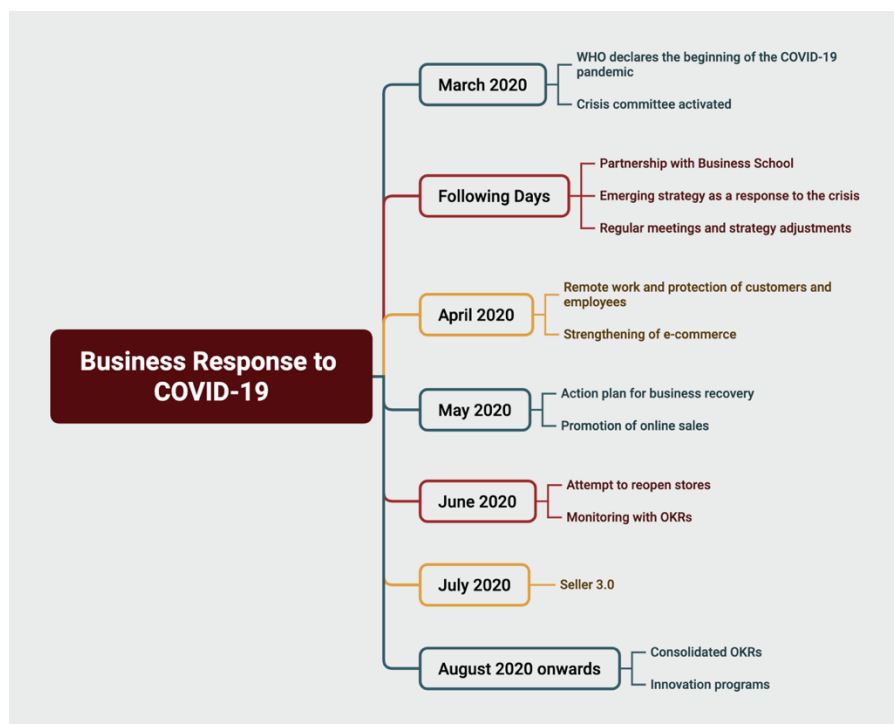 Business Response to
COVID-19
March 2020
WHO declares the beginning of the COVID-19
pandemic
Crisis committee activated
Following Days
Partnership with Business School
Emerging strategy as a response to the crisis
Regular meetings and strategy adjustments
April 2020
Remote work and protection of customers and
employees
Strengthening of e-commerce
May 2020
Action plan for business recovery
Promotion of online sales
June 2020
Attempt to reopen stores
Monitoring with OKRs
July 2020
Seller 3.0
August 2020 onwards
Consolidated OKRs
Innovation programs